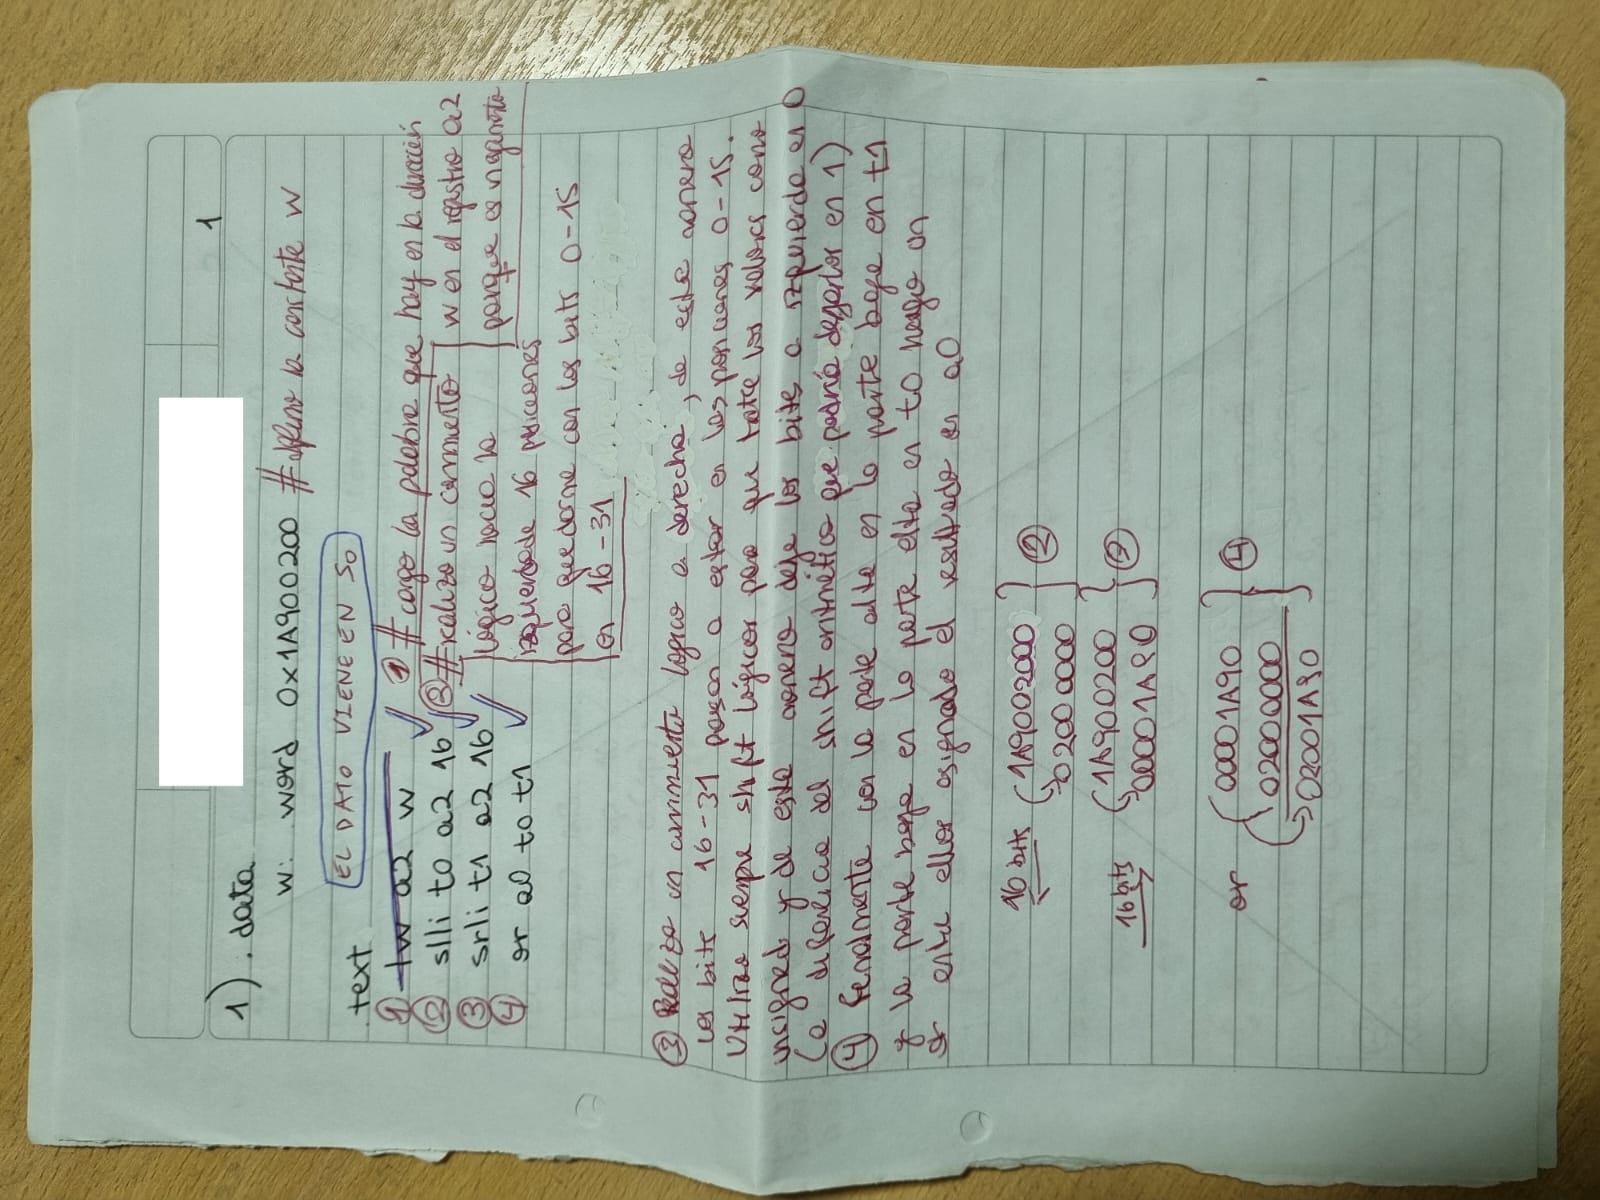 1
1) . data
w: word 0x1A900200 # defino la constante w
EL DATO VIENE EN S0
.text
① lw a2 w ① # cargo la palabra que hay en la dirección
② slli t0 a2 16 ② # realizo un corrimiento w en el registro a2
③ srli t1 a2 16 lógico hacia la porque es
④ or a0 t0 t1 izquierda de 16 posiciones
para quedarme con los bits 0-15
en 16-31
③ Realizo un corrimiento logico a derecha, de esta manera
los bits 16-31 pasan a estar en las posiciones 0-15.
Utilizo siempre shift lógicos para que trate los valores como
unsigned y de esta manera deje los bits a izquierda en 0
(a diferencia del shift aritmético que podría dejarlos en 1)
④ Finalmente con la parte alta en la parte baja en t1
y la parte baja en la parte alta en t0 hago un
or entre ellos asignado el resultado en a0
16 bits 1A9002000 ②
02000000
1A900200
16 bits 00001A90
or 00001A90 ④
02000000
02001A90